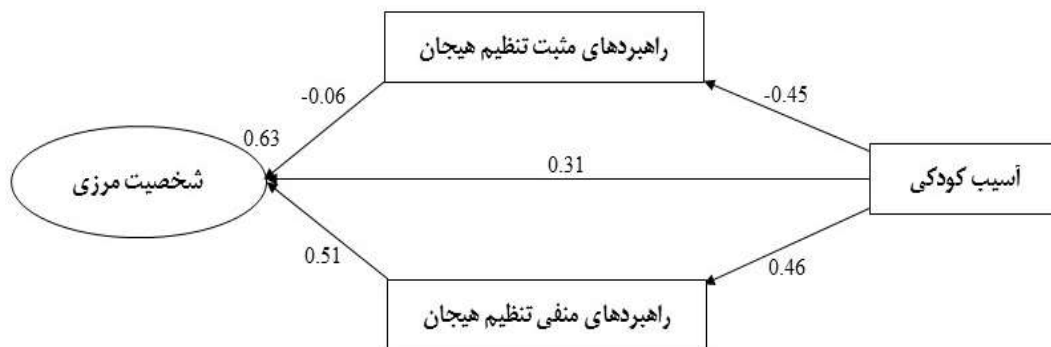 راهبردهای مثبت تنظیم هیجان
-0.06
-0.45
0.63
آسیب کودکی
0.31
شخصیت مرزی
0.51
0.46
راهبردهای منفی تنظیم هیجان